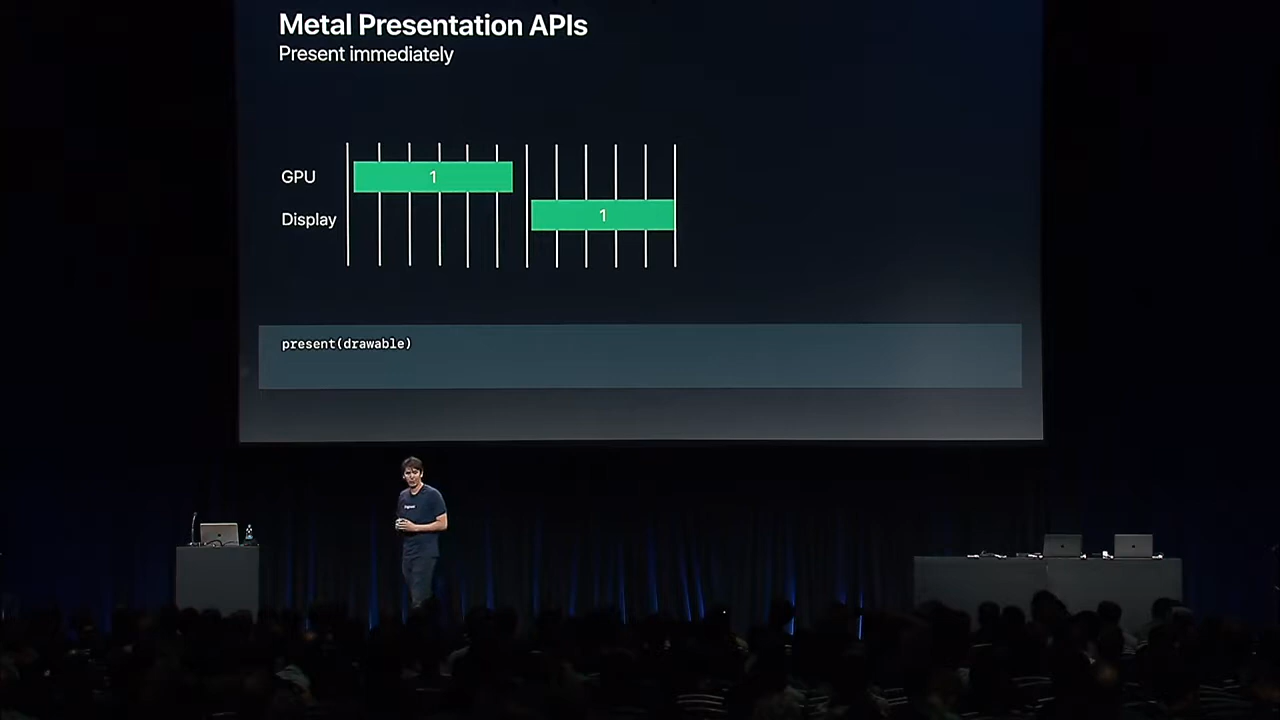 Metal Presentation APIs
Present immediately
GPU
1
Display
1
present(drawable)